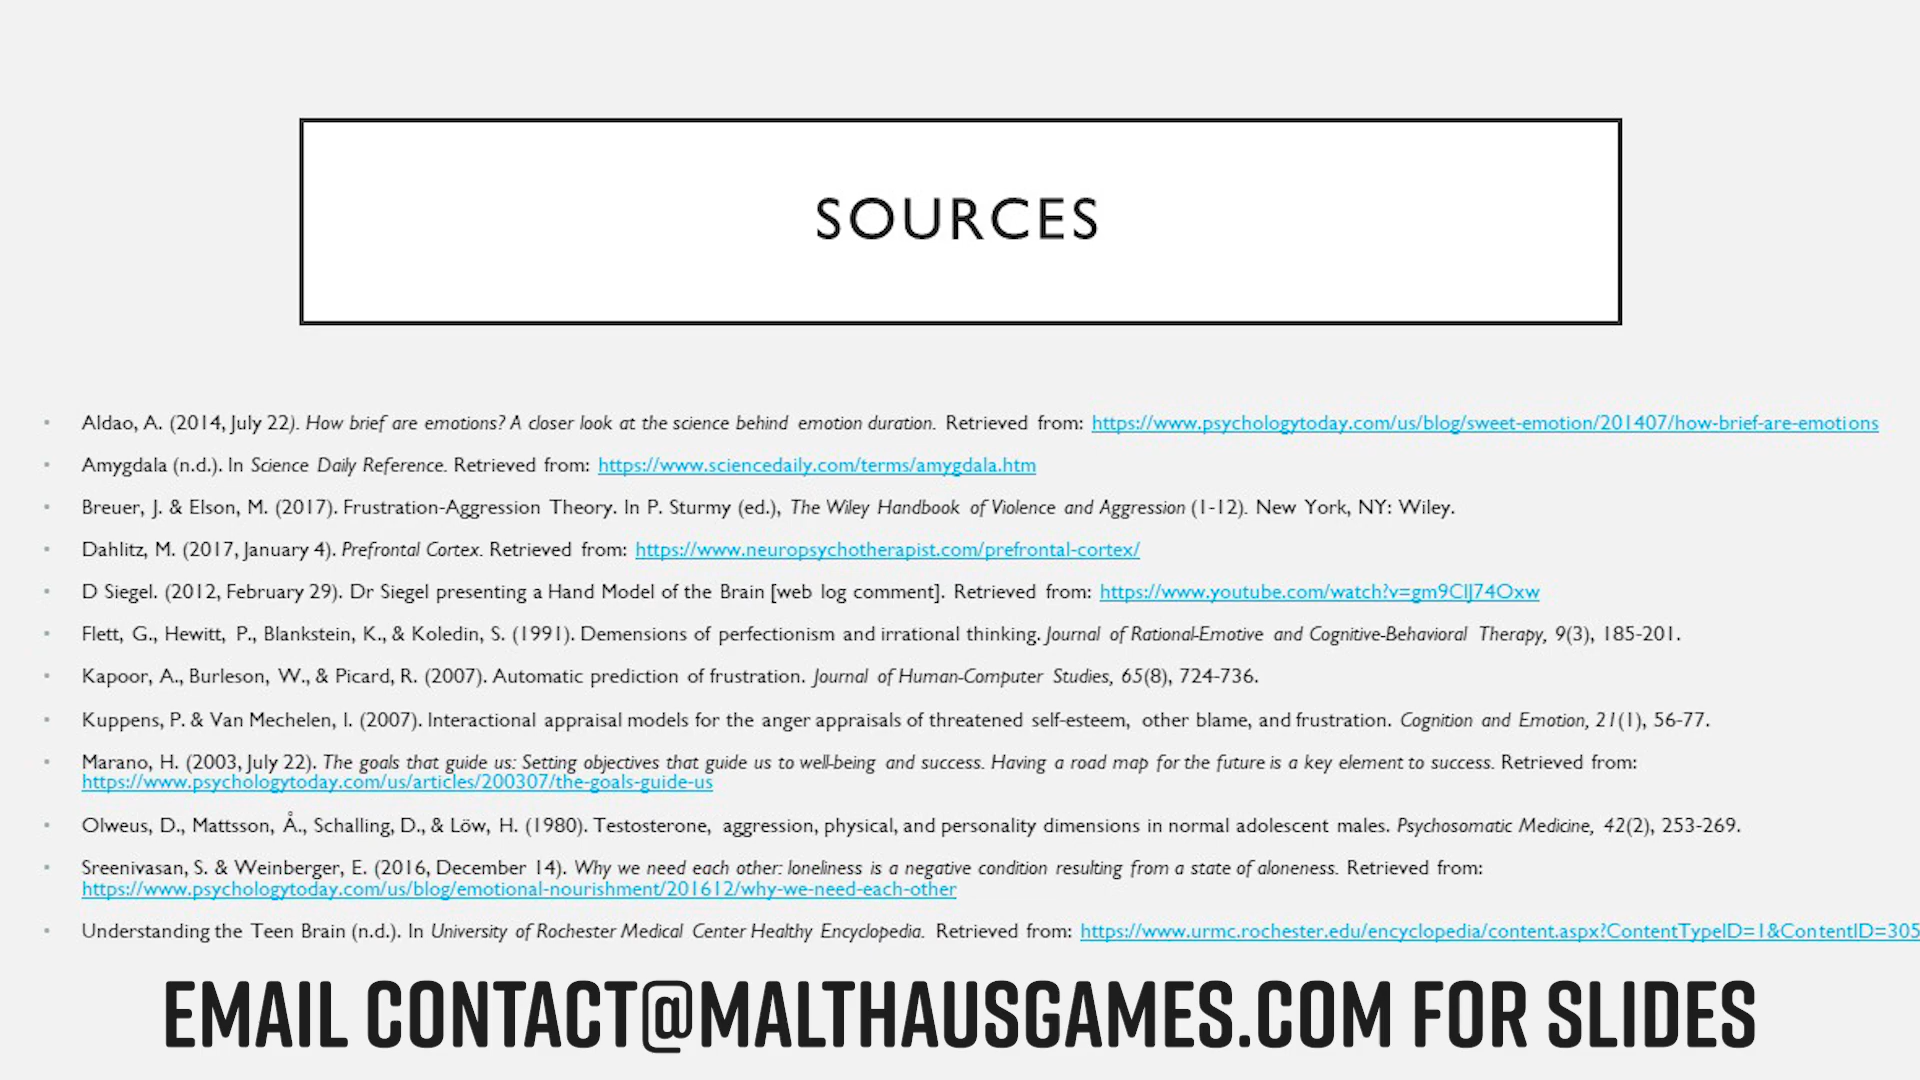 SOURCES
• Aldao, A. (2014, July 22). How brief are emotions? A closer look at the science behind emotion duration. Retrieved from: https://www.psychologytoday.com/us/blog/sweet-emotion/201407/how-brief-are-emotions
• Amygdala (n.d.). In Science Daily Reference. Retrieved from: https://www.sciencedaily.com/terms/amygdala.htm
• Breuer, J. & Elson, M. (2017). Frustration-Aggression Theory. In P. Sturmy (ed.), The Wiley Handbook of Violence and Aggression (1-12). New York, NY: Wiley.
• Dahlitz, M. (2017, January 4). Prefrontal Cortex. Retrieved from: https://www.neuropsychotherapist.com/prefrontal-cortex/
• D Siegel. (2012, February 29). Dr Siegel presenting a Hand Model of the Brain [web log comment]. Retrieved from: https://www.youtube.com/watch?v=gm9CIJ74Oxw
• Flett, G., Hewitt, P., Blankstein, K., & Koledin, S. (1991). Demensions of perfectionism and irrational thinking. Journal of Rational-Emotive and Cognitive-Behavioral Therapy, 9(3), 185-201.
• Kapoor, A., Burleson, W., & Picard, R. (2007). Automatic prediction of frustration. Journal of Human-Computer Studies, 65(8), 724-736.
• Kuppens, P. & Van Mechelen, I. (2007). Interactional appraisal models for the anger appraisals of threatened self-esteem, other blame, and frustration. Cognition and Emotion, 21(1), 56-77.
• Marano, H. (2003, July 22). The goals that guide us: Setting objectives that guide us to well-being and success. Having a road map for the future is a key element to success. Retrieved from:
https://www.psychologytoday.com/us/articles/200307/the-goals-guide-us
• Olweus, D., Mattsson, Å., Schalling, D., & Löw, H. (1980). Testosterone, aggression, physical, and personality dimensions in normal adolescent males. Psychosomatic Medicine, 42(2), 253-269.
• Sreenivasan, S. & Weinberger, E. (2016, December 14). Why we need each other: loneliness is a negative condition resulting from a state of aloneness. Retrieved from:
https://www.psychologytoday.com/us/blog/emotional-nourishment/201612/why-we-need-each-other
• Understanding the Teen Brain (n.d.). In University of Rochester Medical Center Healthy Encyclopedia. Retrieved from: https://www.urmc.rochester.edu/encyclopedia/content.aspx?ContentTypeID=1&ContentID=305
EMAIL CONTACT@MALTHAUSGAMES.COM FOR SLIDES